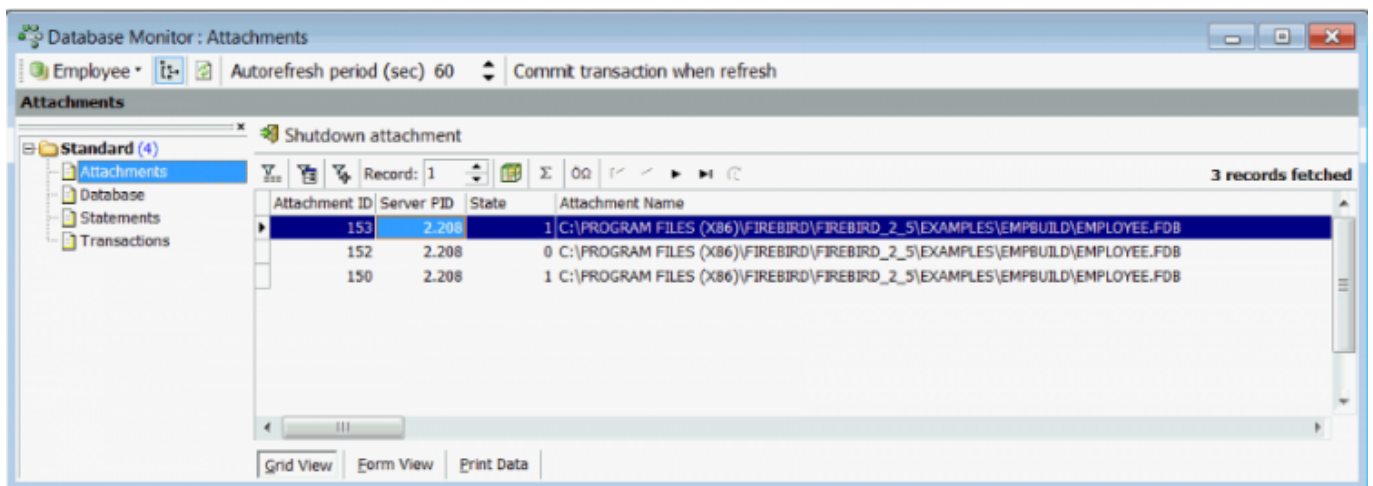 Database Monitor : Attachments
Employee Autorefresh period (sec) 60 Commit transaction when refresh
Attachments
Shutdown attachment
Standard (4)
Attachments
Database
Statements
Transactions
Record: 1 Σ ÖΩ 3 records fetched
Attachment ID Server PID State Attachment Name
153 2.208 1 C:\PROGRAM FILES (X86)\FIREBIRD\FIREBIRD_2_5\EXAMPLES\EMPBUILD\EMPLOYEE.FDB
152 2.208 0 C:\PROGRAM FILES (X86)\FIREBIRD\FIREBIRD_2_5\EXAMPLES\EMPBUILD\EMPLOYEE.FDB
150 2.208 1 C:\PROGRAM FILES (X86)\FIREBIRD\FIREBIRD_2_5\EXAMPLES\EMPBUILD\EMPLOYEE.FDB
Grid View Form View Print Data